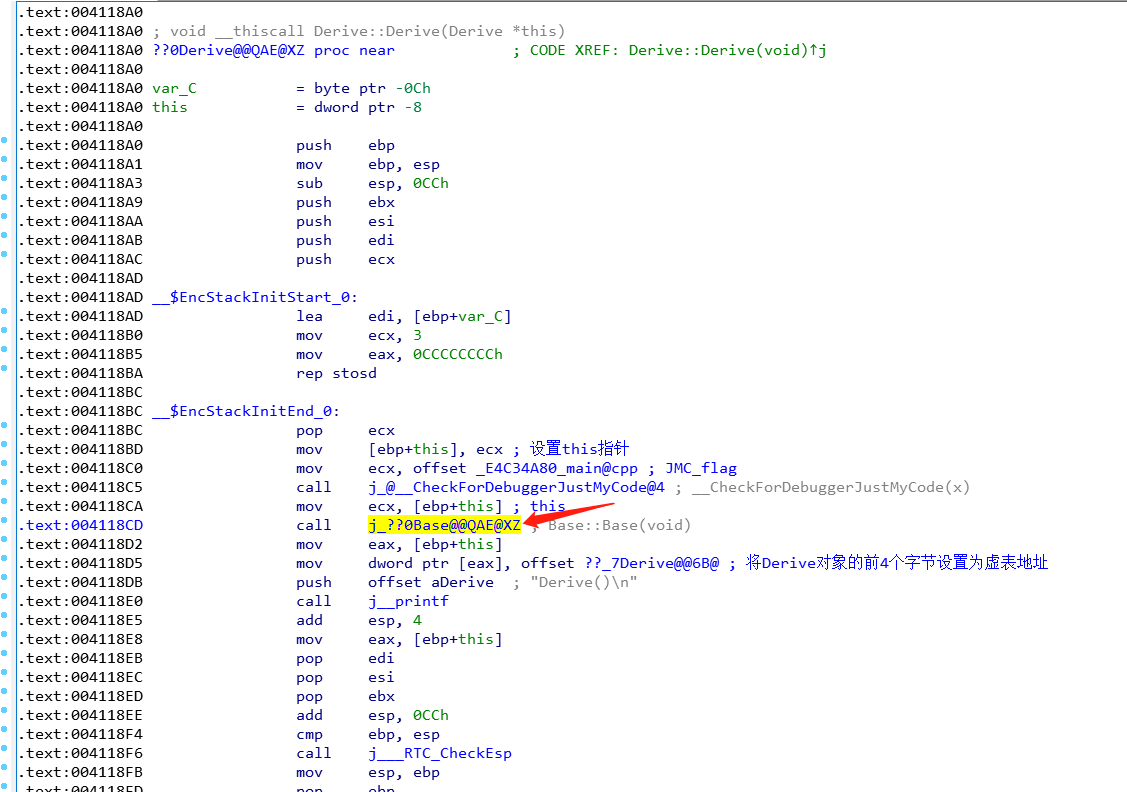 .text:004118A0
.text:004118A0 ; void __thiscall Derive::Derive(Derive *this)
.text:004118A0 ??0Derive@@QAE@XZ proc near ; CODE XREF: Derive::Derive(void)↑j
.text:004118A0
.text:004118A0 var_C = byte ptr -0Ch
.text:004118A0 this = dword ptr -8
.text:004118A0
.text:004118A0 push ebp
.text:004118A1 mov ebp, esp
.text:004118A3 sub esp, 0CCh
.text:004118A9 push ebx
.text:004118AA push esi
.text:004118AB push edi
.text:004118AC push ecx
.text:004118AD
.text:004118AD __$EncStackInitStart_0:
.text:004118AD lea edi, [ebp+var_C]
.text:004118B0 mov ecx, 3
.text:004118B5 mov eax, 0CCCCCCCCh
.text:004118BA rep stosd
.text:004118BC
.text:004118BC __$EncStackInitEnd_0:
.text:004118BC pop ecx
.text:004118BD mov [ebp+this], ecx ; 设置this指针
.text:004118C0 mov ecx, offset _E4C34A80_main@cpp ; JMC_flag
.text:004118C5 call j_@__CheckForDebuggerJustMyCode@4 ; __CheckForDebuggerJustMyCode(x)
.text:004118CA mov ecx, [ebp+this] ; this
.text:004118CD call j_??0Base@@QAE@XZ ; Base::Base(void)
.text:004118D2 mov eax, [ebp+this]
.text:004118D5 mov dword ptr [eax], offset ??_7Derive@@6B@ ; 将Derive对象的前4个字节设置为虚表地址
.text:004118DB push offset aDerive ; "Derive()\n"
.text:004118E0 call j__printf
.text:004118E5 add esp, 4
.text:004118E8 mov eax, [ebp+this]
.text:004118EB pop edi
.text:004118EC pop esi
.text:004118ED pop ebx
.text:004118EE add esp, 0CCh
.text:004118F4 cmp ebp, esp
.text:004118F6 call j___RTC_CheckEsp
.text:004118FB mov esp, ebp
.text:004118FD pop ebp